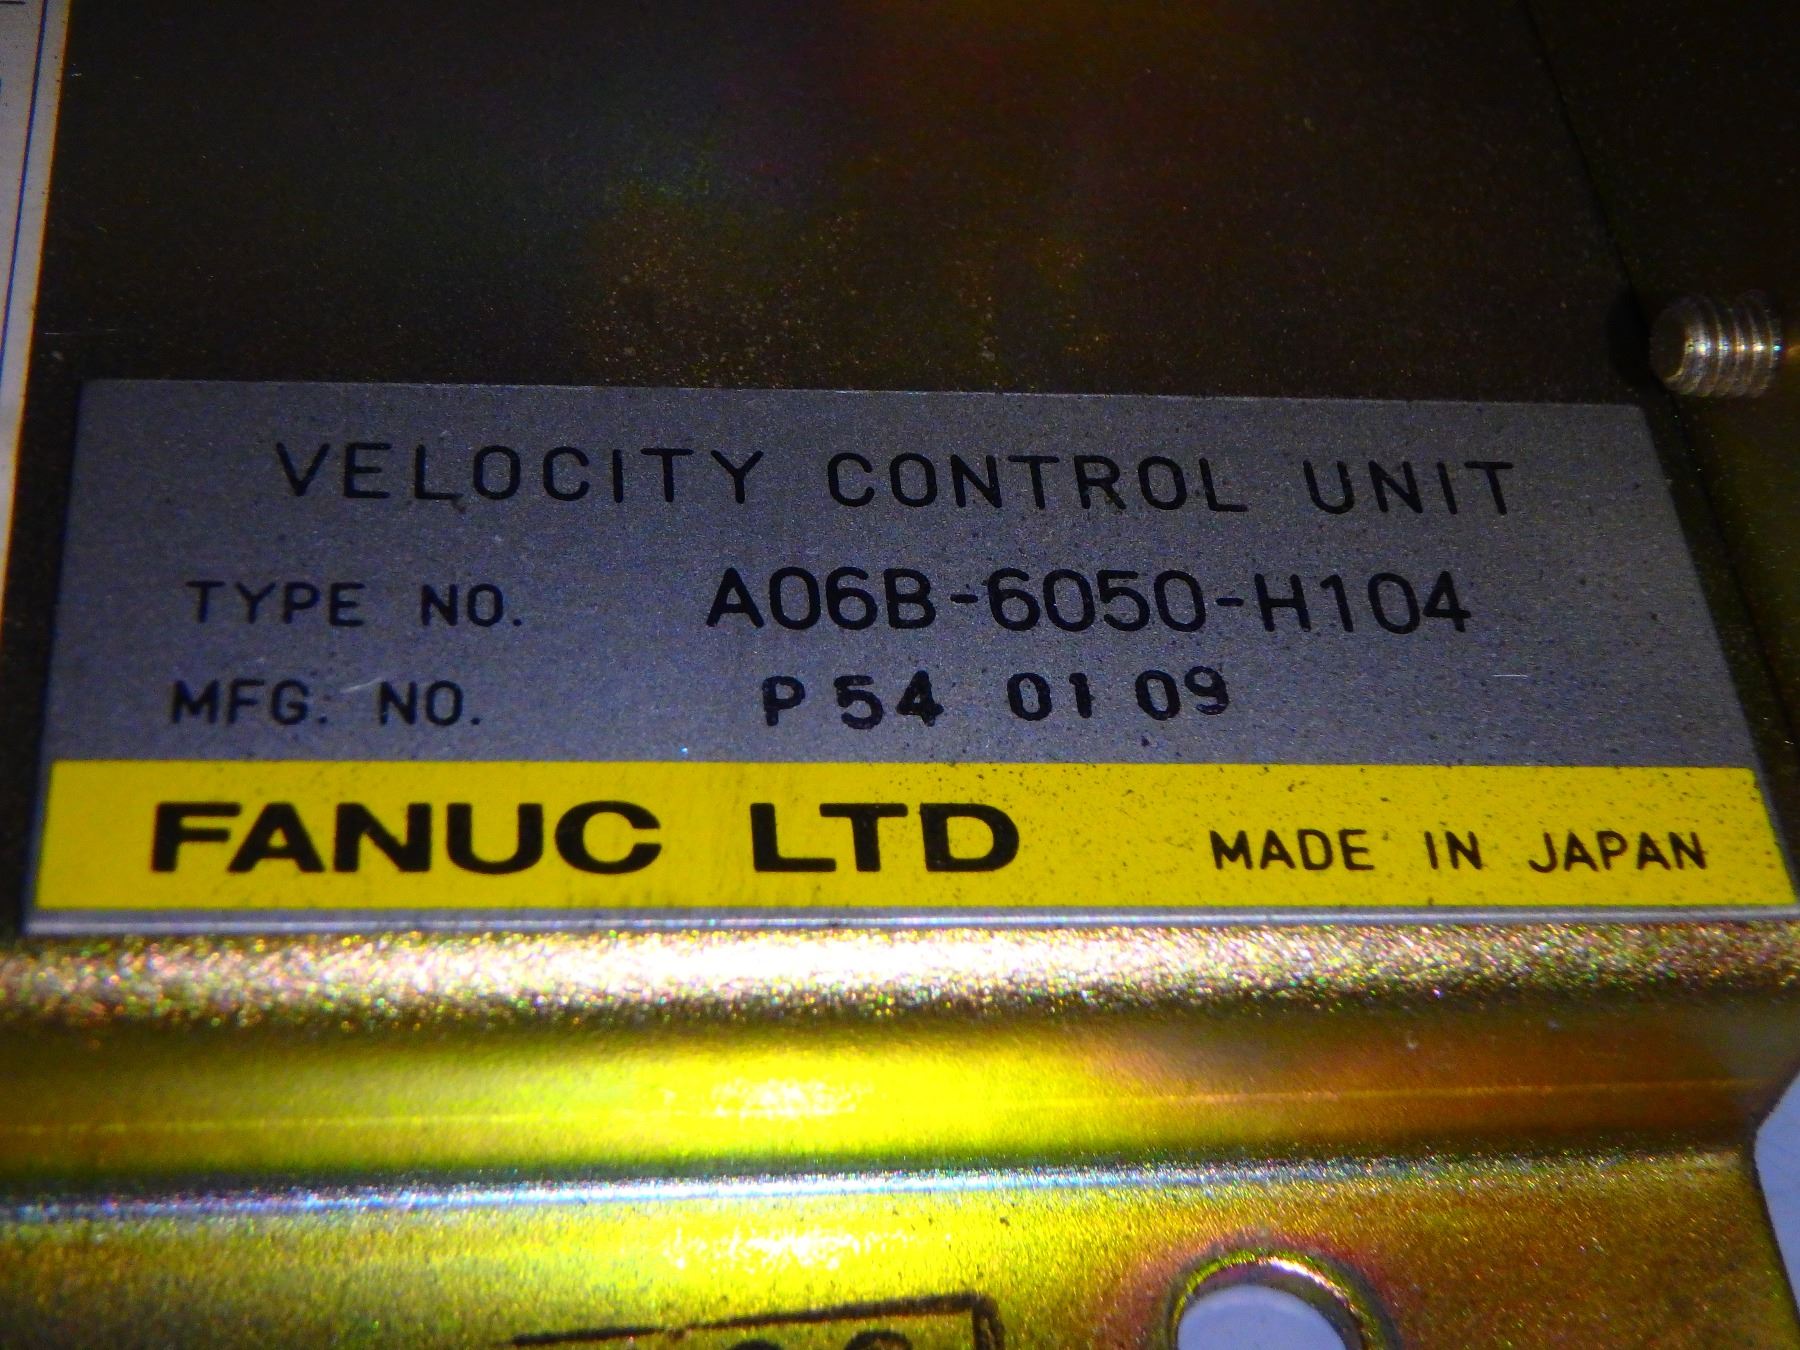 VELOCITY CONTROL UNIT
TYPE NO. A06B-6050-H104
MFG. NO. P54 01 09
FANUC LTD MADE IN JAPAN